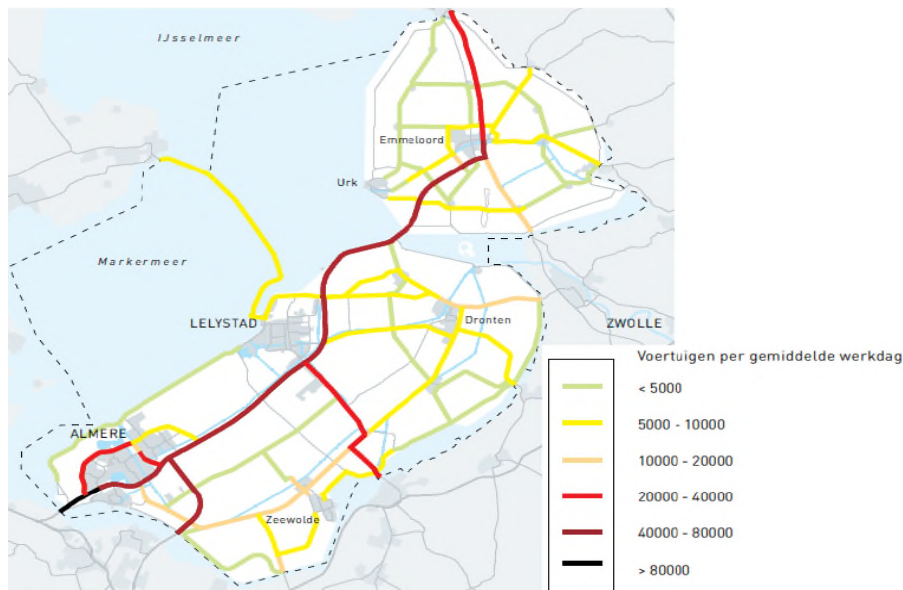 IJsselmeer
Emmeloord
Urk
Markermeer
LELYSTAD
Dronten
ZWOLLE
Voertuigen per gemiddelde werkdag
< 5000
5000 - 10000
ALMERE
10000 - 20000
20000 - 40000
Zeewolde
40000 - 80000
> 80000